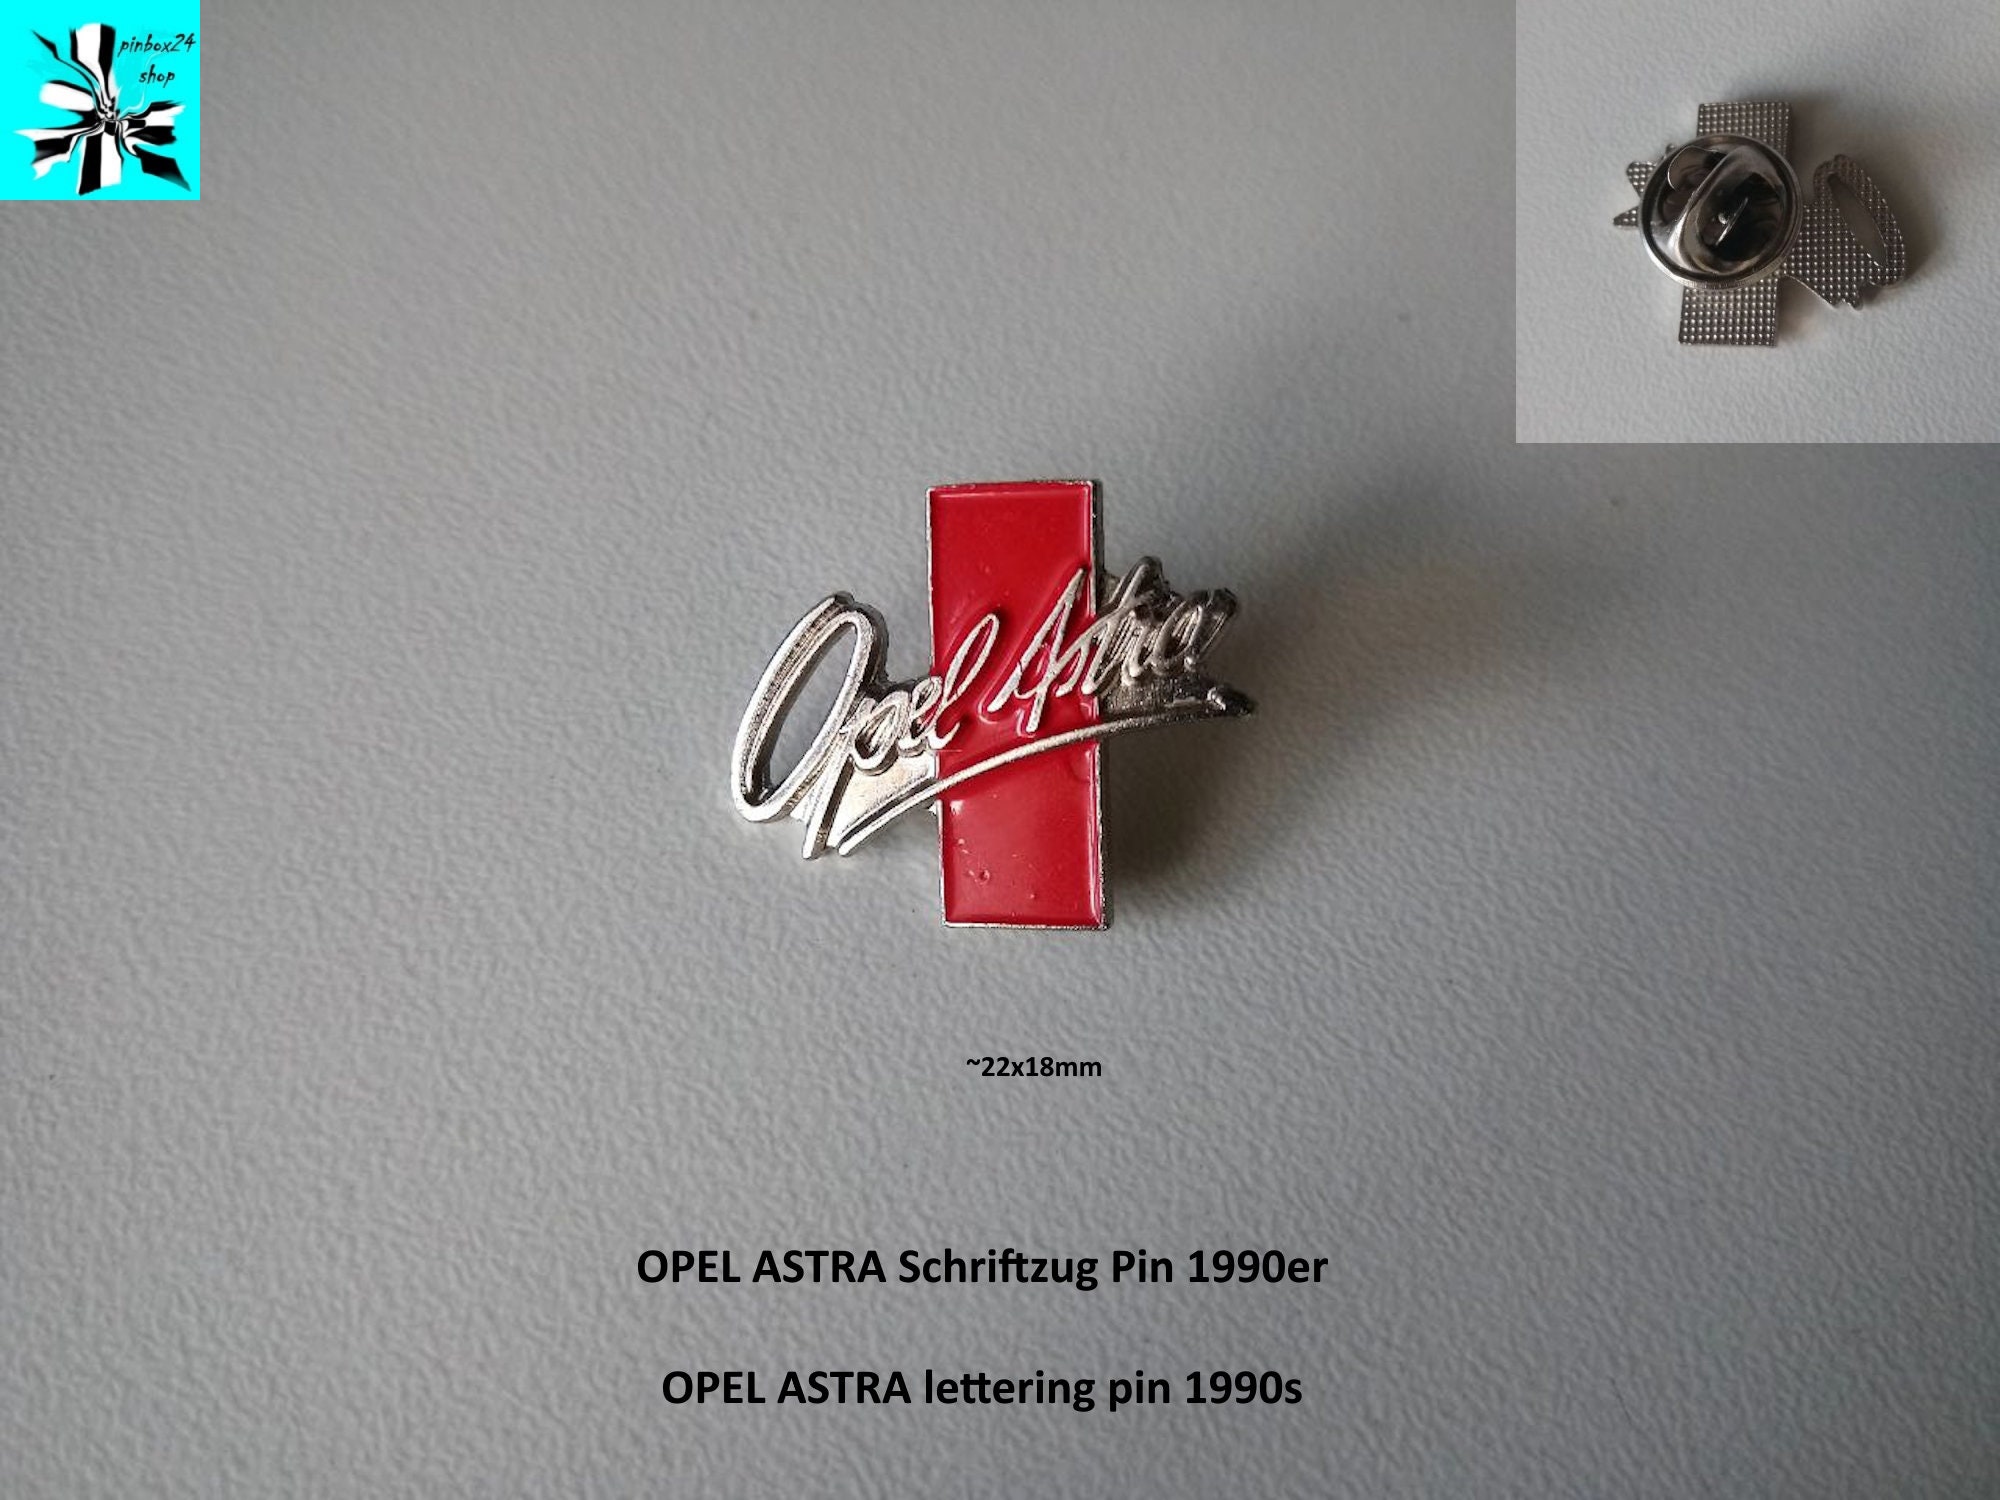 pinbox24
shop
Opel Astra
~22x18mm
OPEL ASTRA Schriftzug Pin 1990er
OPEL ASTRA lettering pin 1990s